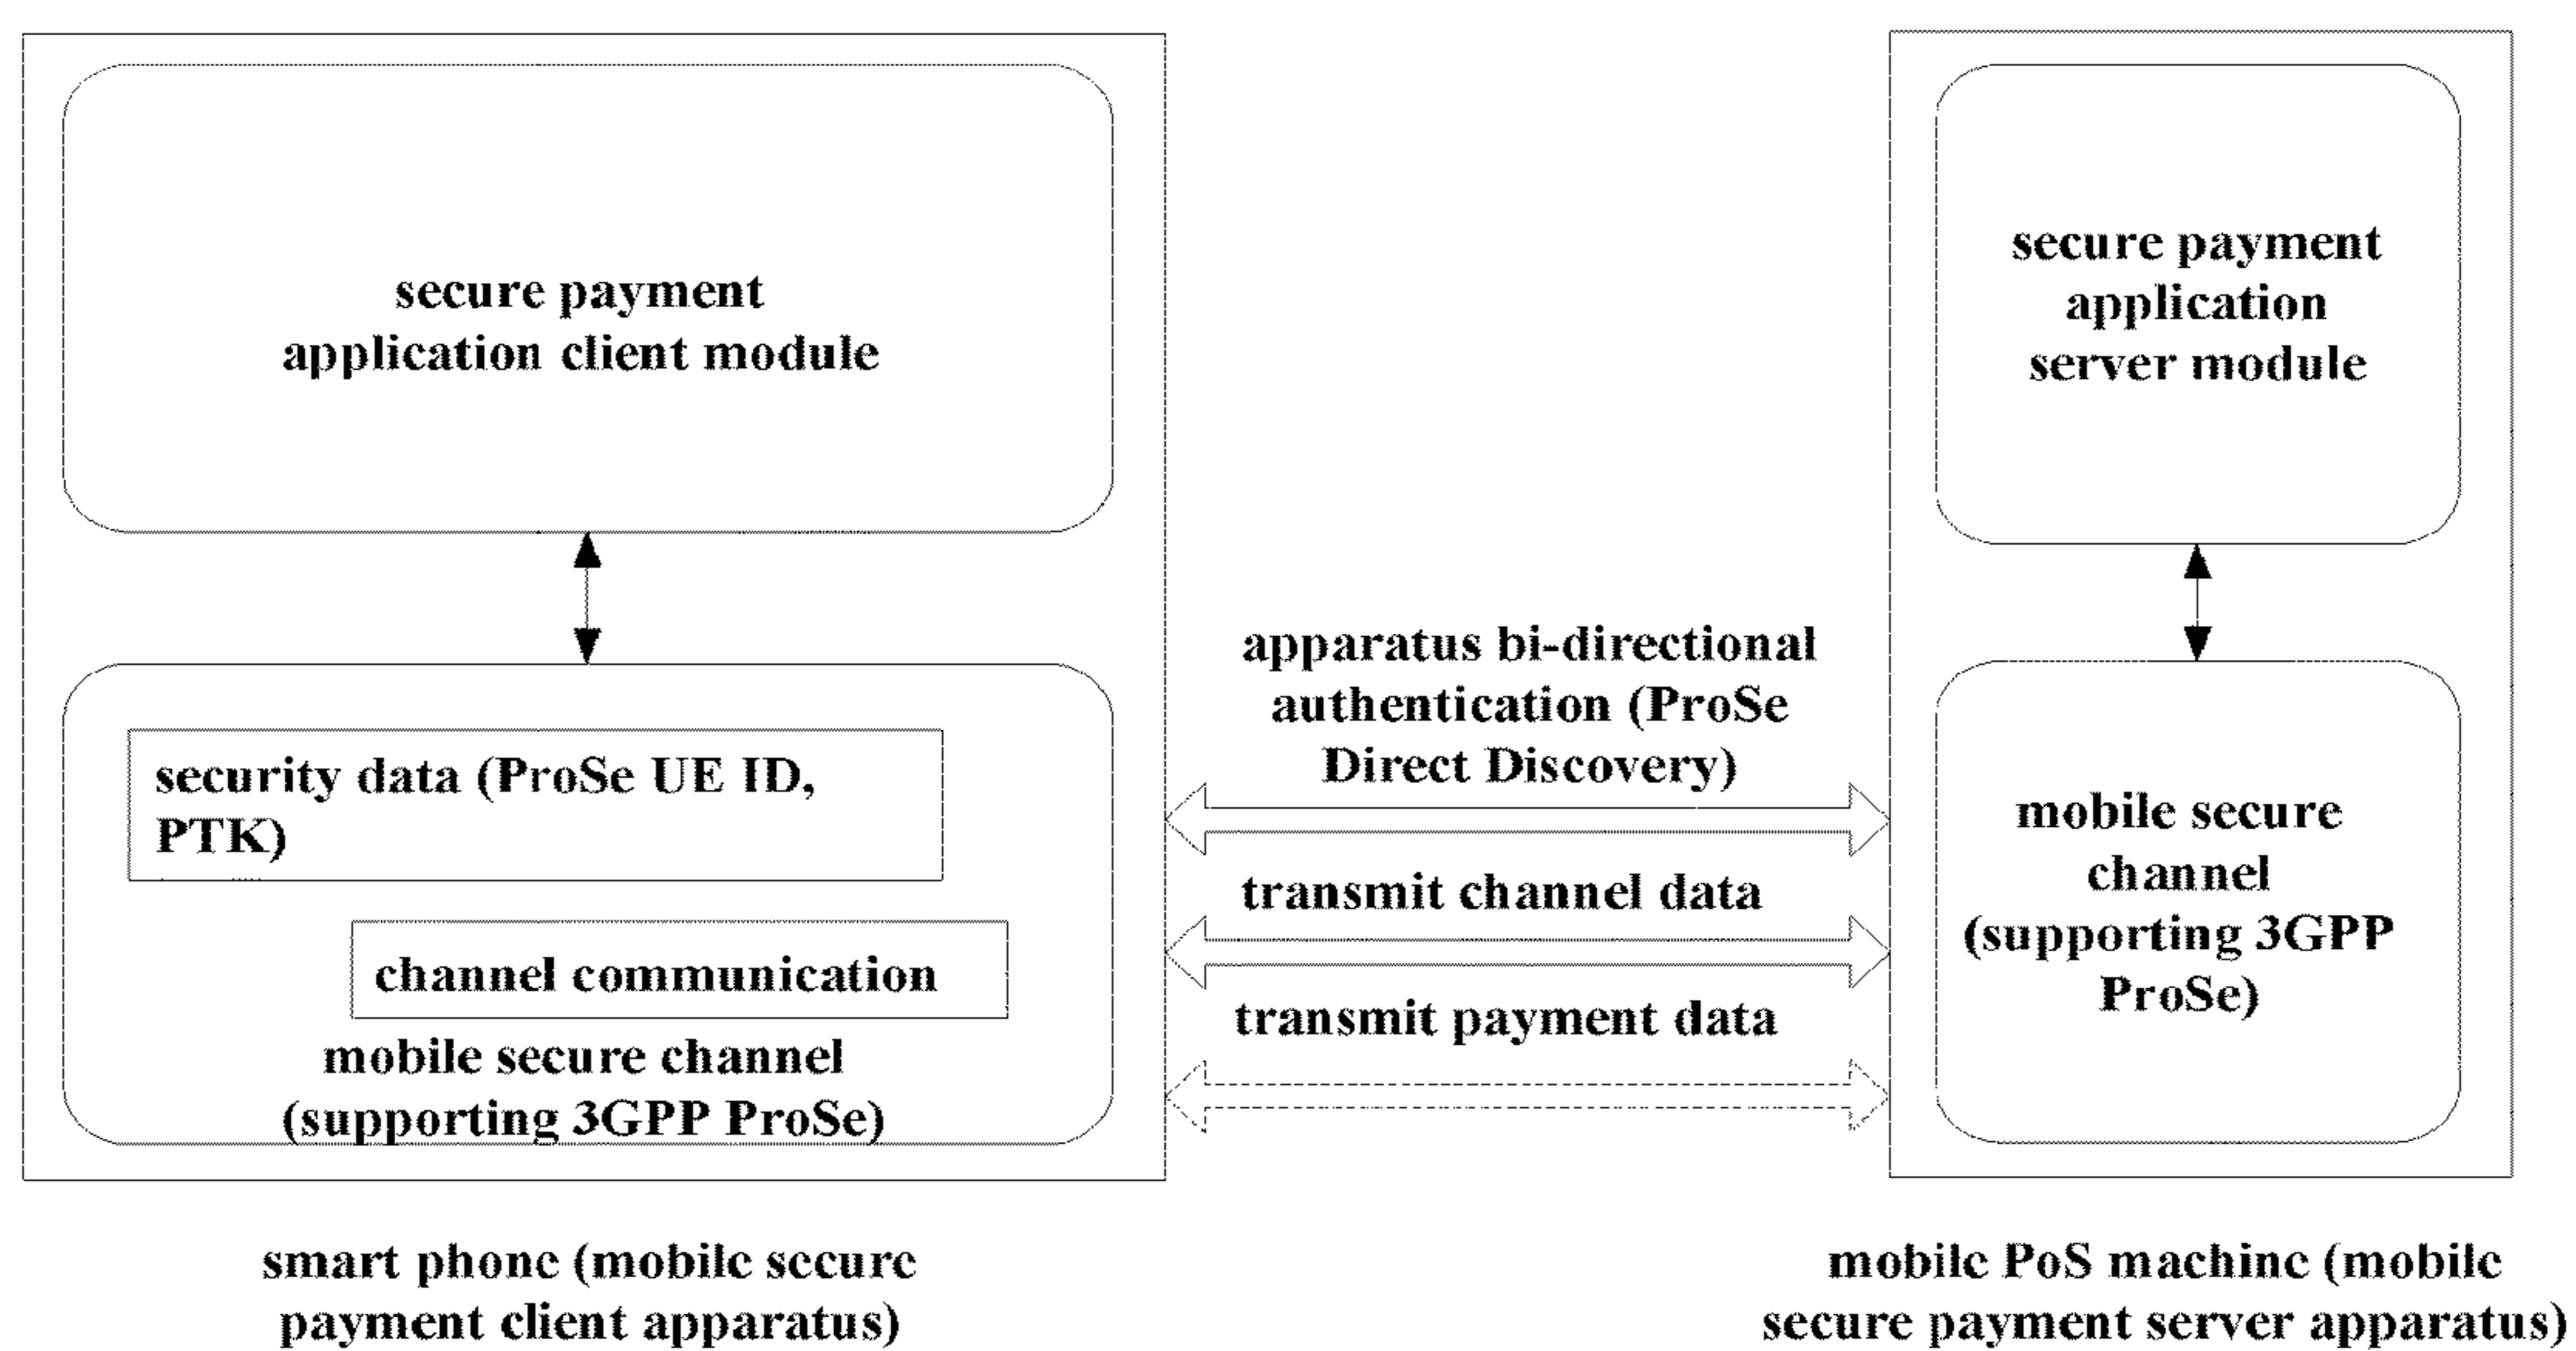 secure payment
application client module
security data (ProSe UE ID,
PTK)
channel communication
mobile secure channel
(supporting 3GPP ProSe)
apparatus bi-directional
authentication (ProSe
Direct Discovery)
transmit channel data
transmit payment data
secure payment
application
server module
mobile secure
channel
(supporting 3GPP
ProSe)
smart phone (mobile secure
payment client apparatus)
mobile PoS machine (mobile
secure payment server apparatus)